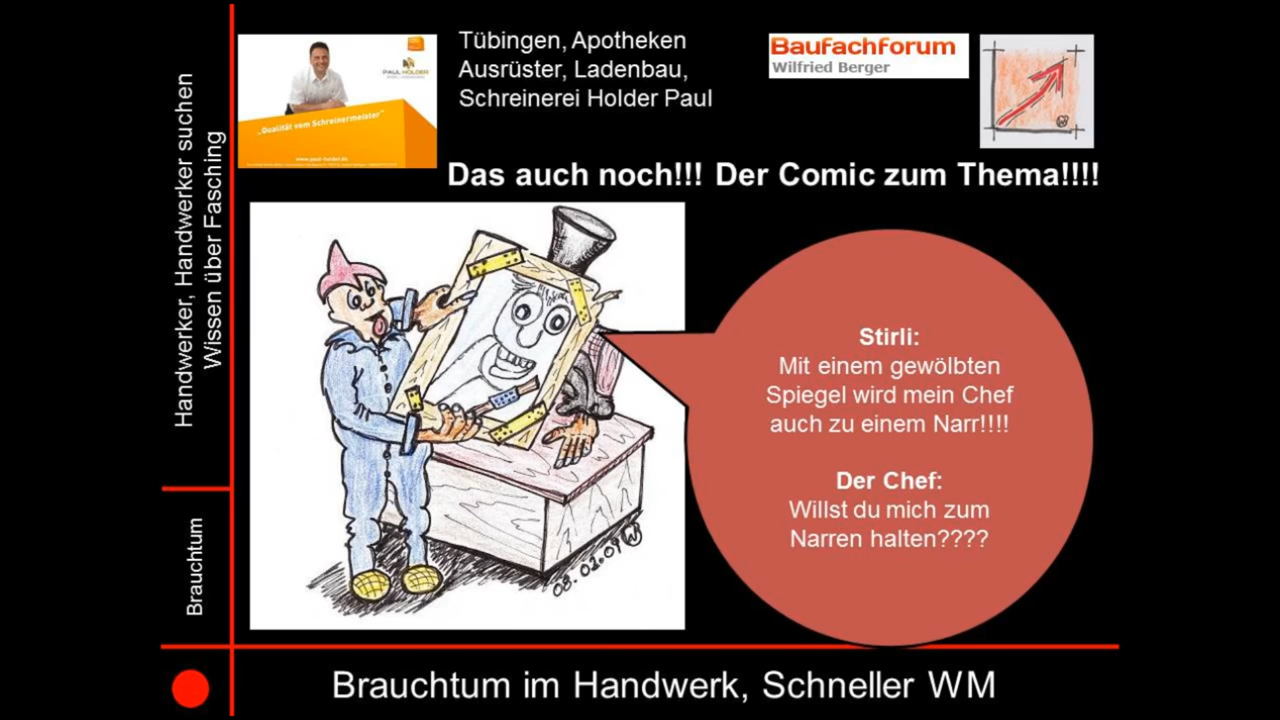 Handwerker, Handwerker suchen
Wissen über Fasching
Brauchtum
PAUL HOLDER
„Qualität vom Schreinermeister“
www.paul-holder.de
Tübingen, Apotheken
Ausrüster, Ladenbau,
Schreinerei Holder Paul
Baufachforum
Wilfried Berger
Das auch noch!!! Der Comic zum Thema!!!!
Stirli:
Mit einem gewölbten
Spiegel wird mein Chef
auch zu einem Narr!!!!
Der Chef:
Willst du mich zum
Narren halten????
Brauchtum im Handwerk, Schneller WM